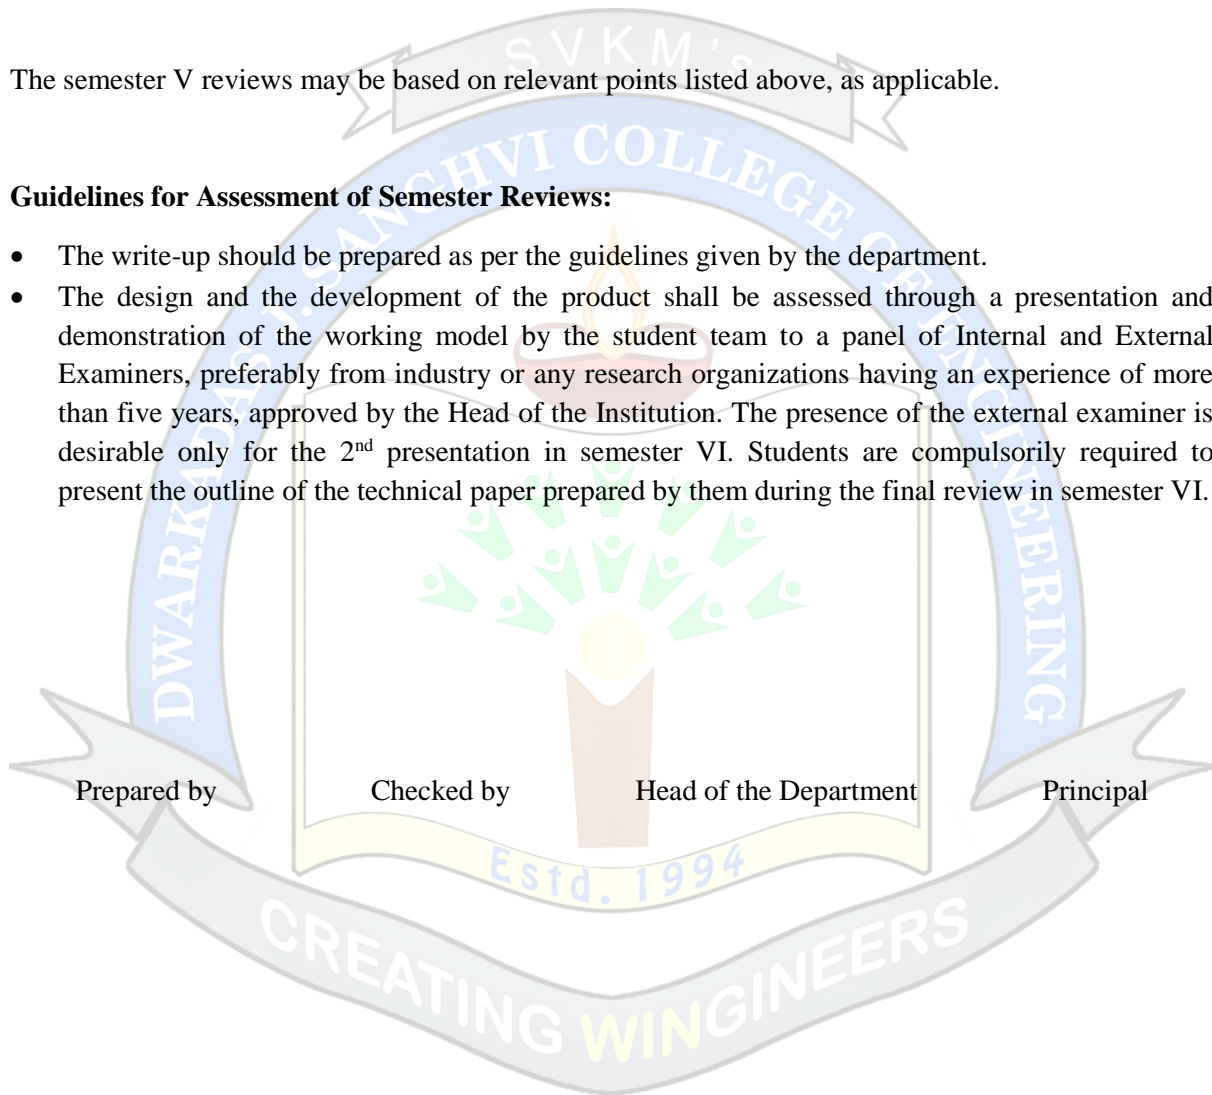 SVKM's
The semester V reviews may be based on relevant points listed above, as applicable.
DWARKADAS J. SANGHVI COLLEGE OF ENGINEERING
Guidelines for Assessment of Semester Reviews:
• The write-up should be prepared as per the guidelines given by the department.
• The design and the development of the product shall be assessed through a presentation and
demonstration of the working model by the student team to a panel of Internal and External
Examiners, preferably from industry or any research organizations having an experience of more
than five years, approved by the Head of the Institution. The presence of the external examiner is
desirable only for the 2nd presentation in semester VI. Students are compulsorily required to
present the outline of the technical paper prepared by them during the final review in semester VI.
Prepared by Checked by Head of the Department Principal
Estd. 1994
CREATING WINGINEERS